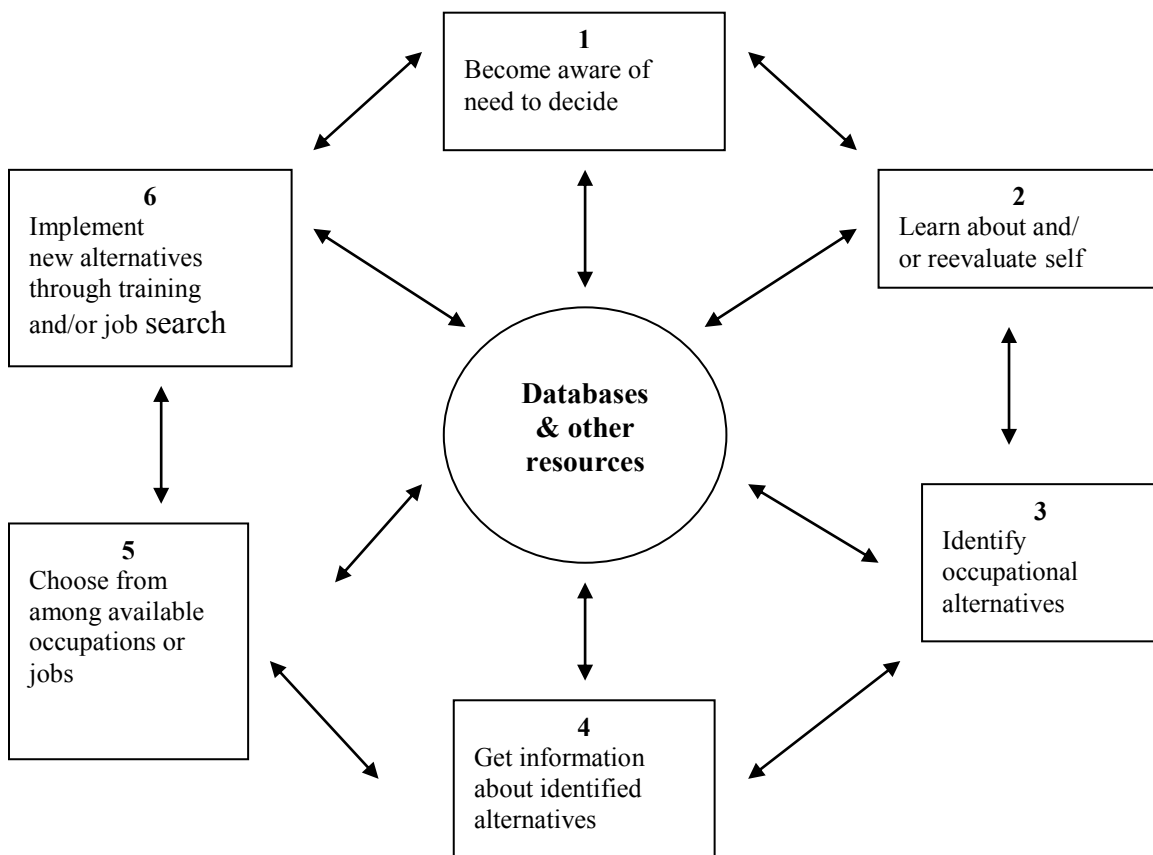 1
Become aware of
need to decide
2
Learn about and/
or reevaluate self
3
Identify
occupational
alternatives
4
Get information
about identified
alternatives
5
Choose from
among available
occupations or
jobs
6
Implement
new alternatives
through training
and/or job search
Databases
& other
resources